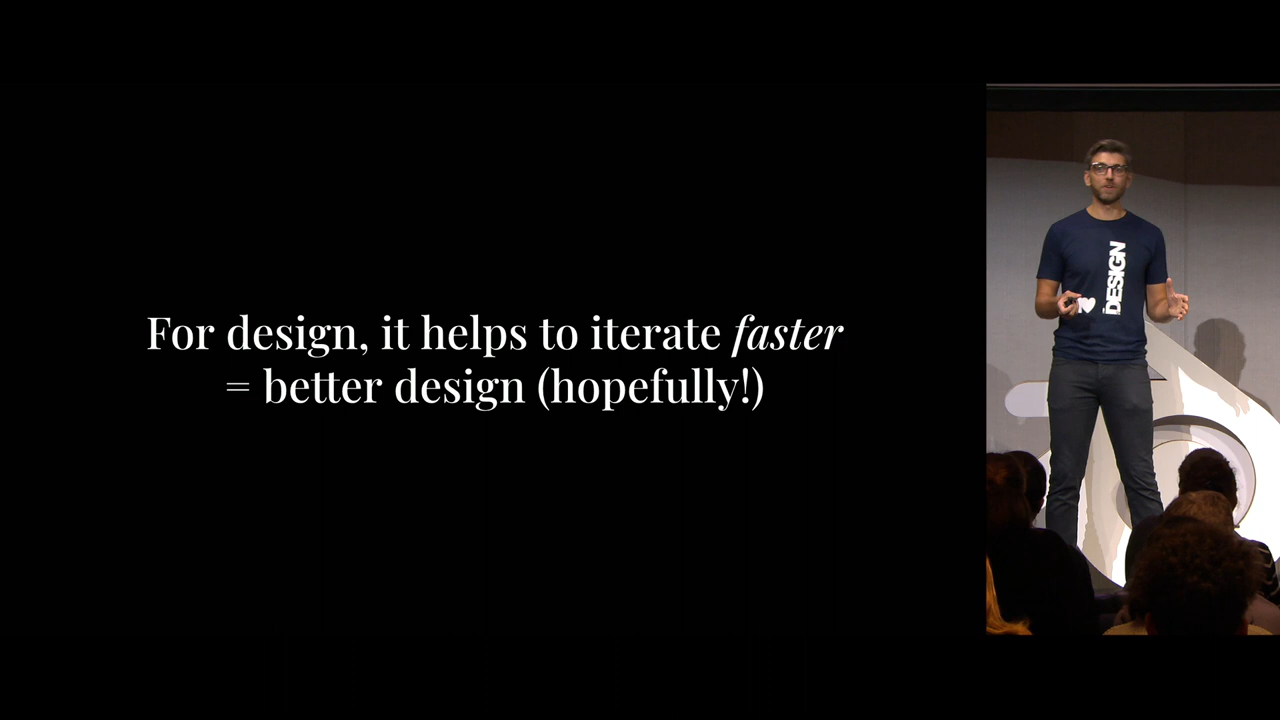 For design, it helps to iterate faster
= better design (hopefully!)
DESIGN